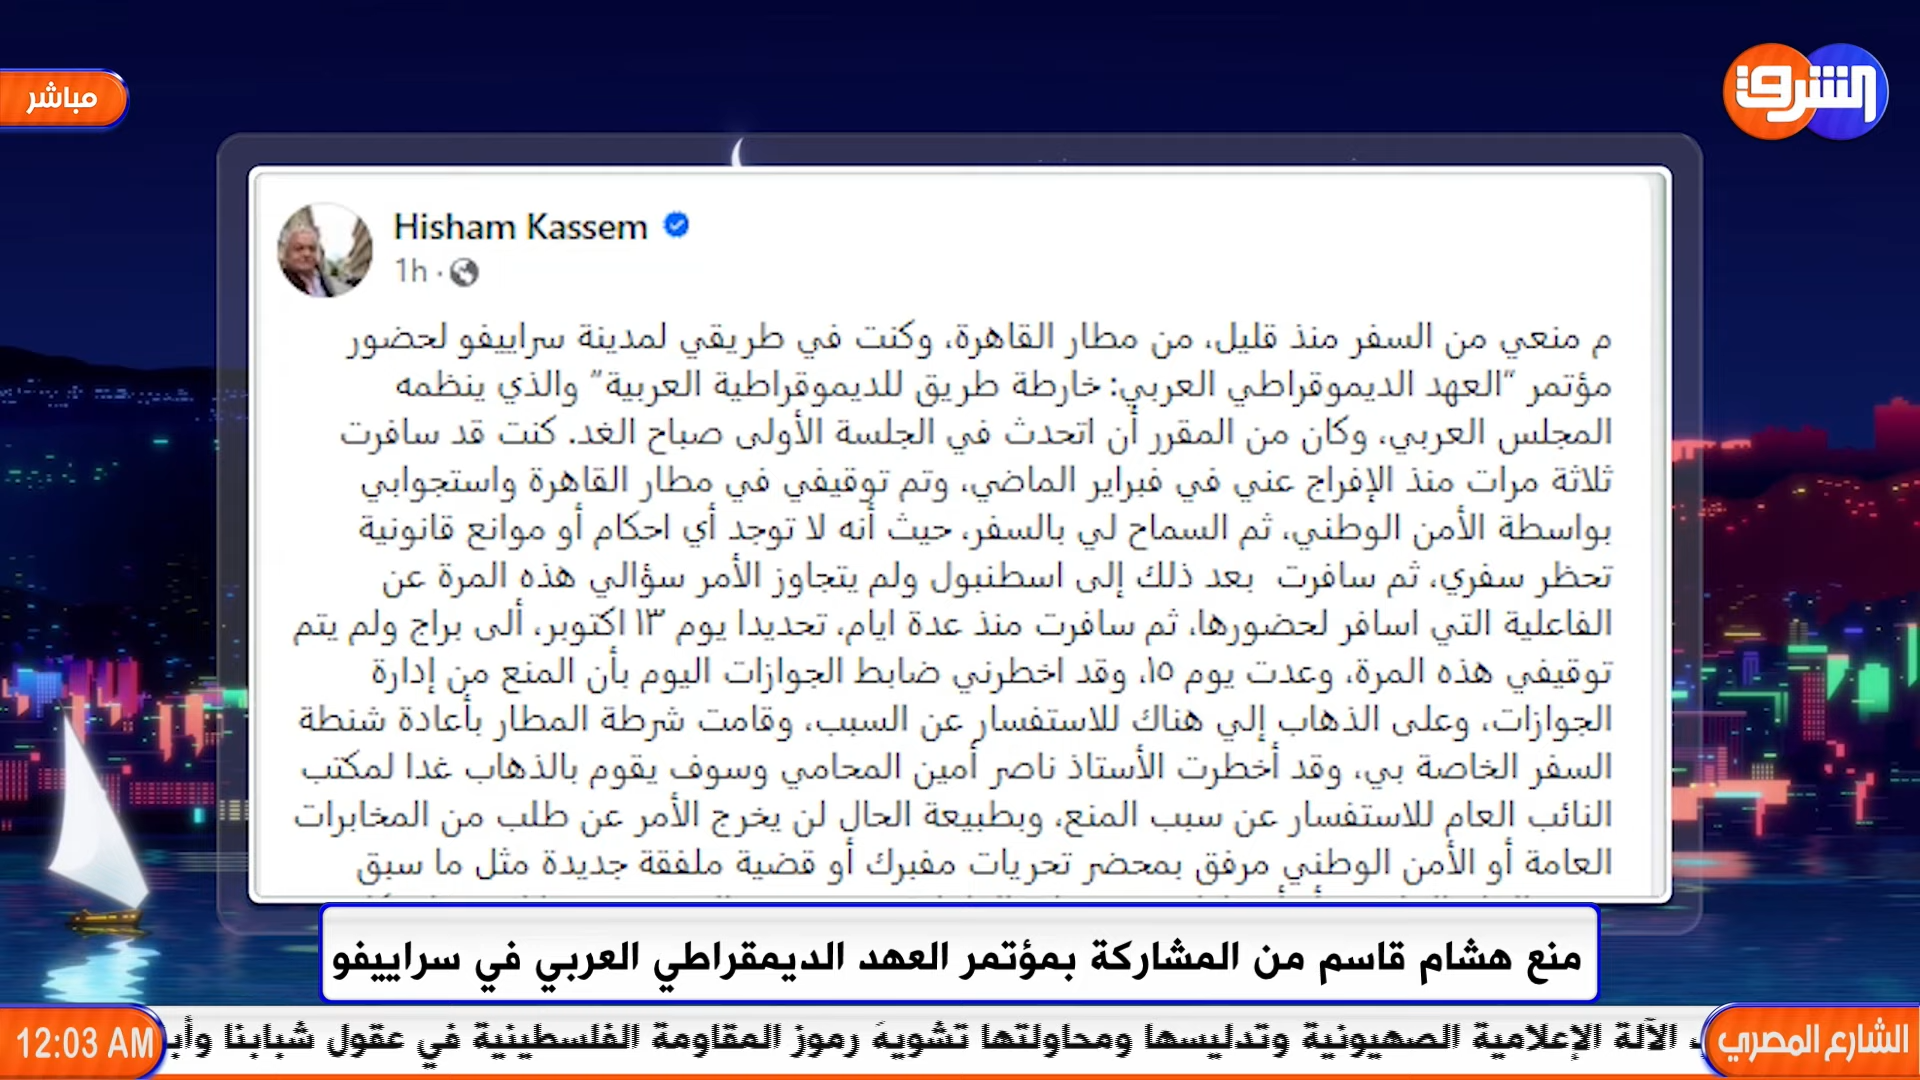 مباشر
الشرق
Hisham Kassem
1h
م منعي من السفر منذ قليل، من مطار القاهرة، وكنت في طريقي لمدينة سراييفو لحضور
مؤتمر "العهد الديموقراطي العربي: خارطة طريق للديموقراطية العربية" والذي ينظمه
المجلس العربي، وكان من المقرر أن اتحدث في الجلسة الأولى صباح الغد. كنت قد سافرت
ثلاثة مرات منذ الإفراج عني في فبراير الماضي، وتم توقيفي في مطار القاهرة واستجوابي
بواسطة الأمن الوطني، ثم السماح لي بالسفر، حيث أنه لا توجد أي احكام أو موانع قانونية
تحظر سفري، ثم سافرت بعد ذلك إلى اسطنبول ولم يتجاوز الأمر سؤالي هذه المرة عن
الفاعلية التي اسافر لحضورها، ثم سافرت منذ عدة ايام، تحديدا يوم ١٣ اكتوبر، ألى براج ولم يتم
توقيفي هذه المرة، وعدت يوم ١٥، وقد اخطرني ضابط الجوازات اليوم بأن المنع من إدارة
الجوازات، وعلى الذهاب إلي هناك للاستفسار عن السبب، وقامت شرطة المطار بأعادة شنطة
السفر الخاصة بي، وقد أخطرت الأستاذ ناصر أمين المحامي وسوف يقوم بالذهاب غدا لمكتب
النائب العام للاستفسار عن سبب المنع، وبطبيعة الحال لن يخرج الأمر عن طلب من المخابرات
العامة أو الأمن الوطني مرفق بمحضر تحريات مفبرك أو قضية ملفقة جديدة مثل ما سبق
منع هشام قاسم من المشاركة بمؤتمر العهد الديمقراطي العربي في سراييفو
الشارع المصري
الآلة الإعلامية الصهيونية وتدليسها ومحاولتها تشويه رموز المقاومة الفلسطينية في عقول شبابنا
12:03 AM